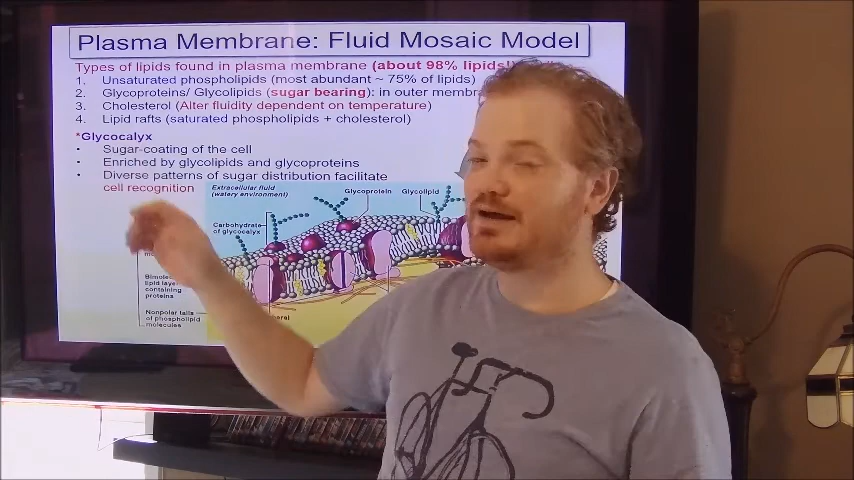 Plasma Membrane: Fluid Mosaic Model
Types of lipids found in plasma membrane (about 98% lipids!)
1. Unsaturated phospholipids (most abundant ~ 75% of lipids)
2. Glycoproteins/ Glycolipids (sugar bearing): in outer
3. Cholesterol (Alter fluidity dependent on temperature)
4. Lipid rafts (saturated phospholipids + cholesterol)
*Glycocalyx
• Sugar-coating of the cell
• Enriched by glycolipids and glycoproteins
• Diverse patterns of sugar distribution facilitate
cell recognition
Extracellular fluid
(watery environment)
Glycoprotein
Glycolipid
Carbohydrate
of glycocalyx
lipid layer
containing
proteins
Nonpolar tails
of phospholipid
molecules